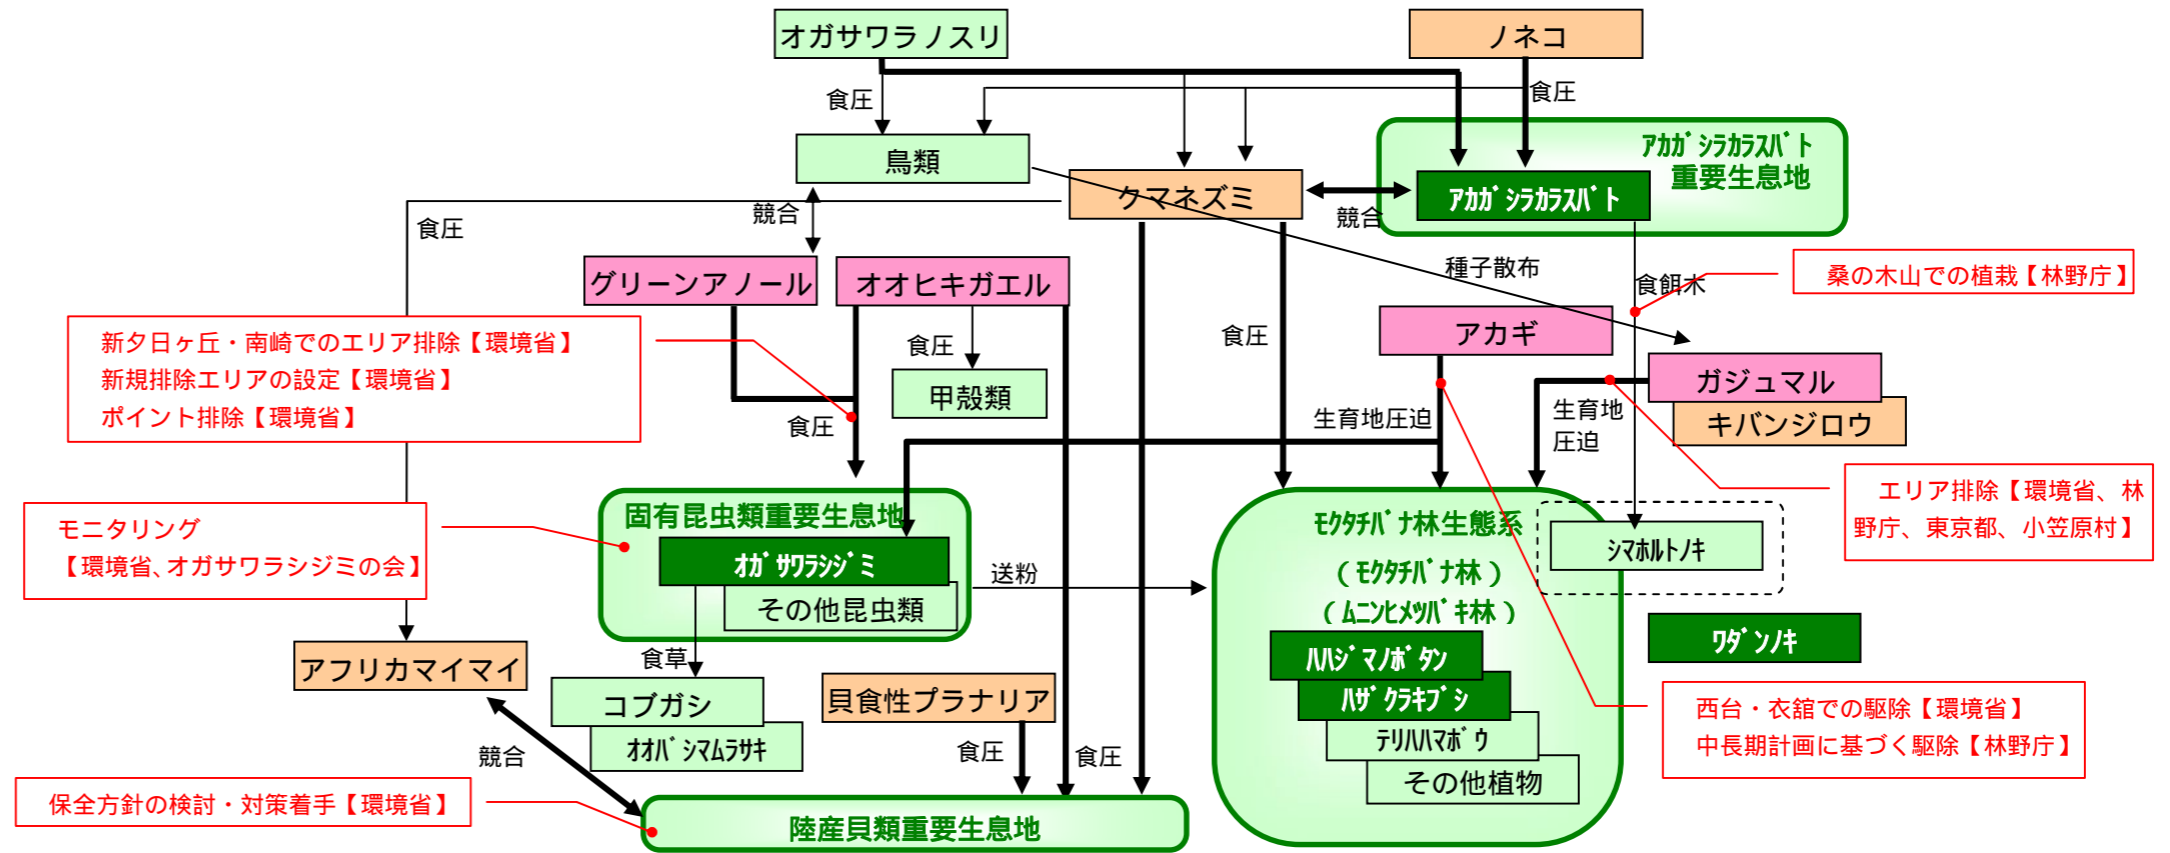 オガサワラノスリ
ノネコ
食圧
食圧
鳥類
アカガシラカラスバト
重要生息地
クマネズミ
アカガシラカラスバト
競合
競合
食圧
種子散布
食餌木
桑の木山での植栽【林野庁】
グリーンアノール
オオヒキガエル
アカギ
新夕日ヶ丘・南崎でのエリア排除【環境省】
新規排除エリアの設定【環境省】
ポイント排除【環境省】
食圧
食圧
甲殻類
ガジュマル
キバンジロウ
食圧
生育地圧迫
生育地
圧迫
エリア排除【環境省、林
野庁、東京都、小笠原村】
モニタリング
【環境省、オガサワラシジミの会】
固有昆虫類重要生息地
オガサワラシジミ
その他昆虫類
送粉
モクタチバナ林生態系
（モクタチバナ林）
（ムニンヒメツバキ林）
シマホルトノキ
ワダンノキ
ハハジマノボタン
ハザクラキブシ
テリハハマボウ
その他植物
アフリカマイマイ
食草
コブガシ
オオバシマムラサキ
貝食性プラナリア
西台・衣舘での駆除【環境省】
中長期計画に基づく駆除【林野庁】
競合
食圧
食圧
保全方針の検討・対策着手【環境省】
陸産貝類重要生息地